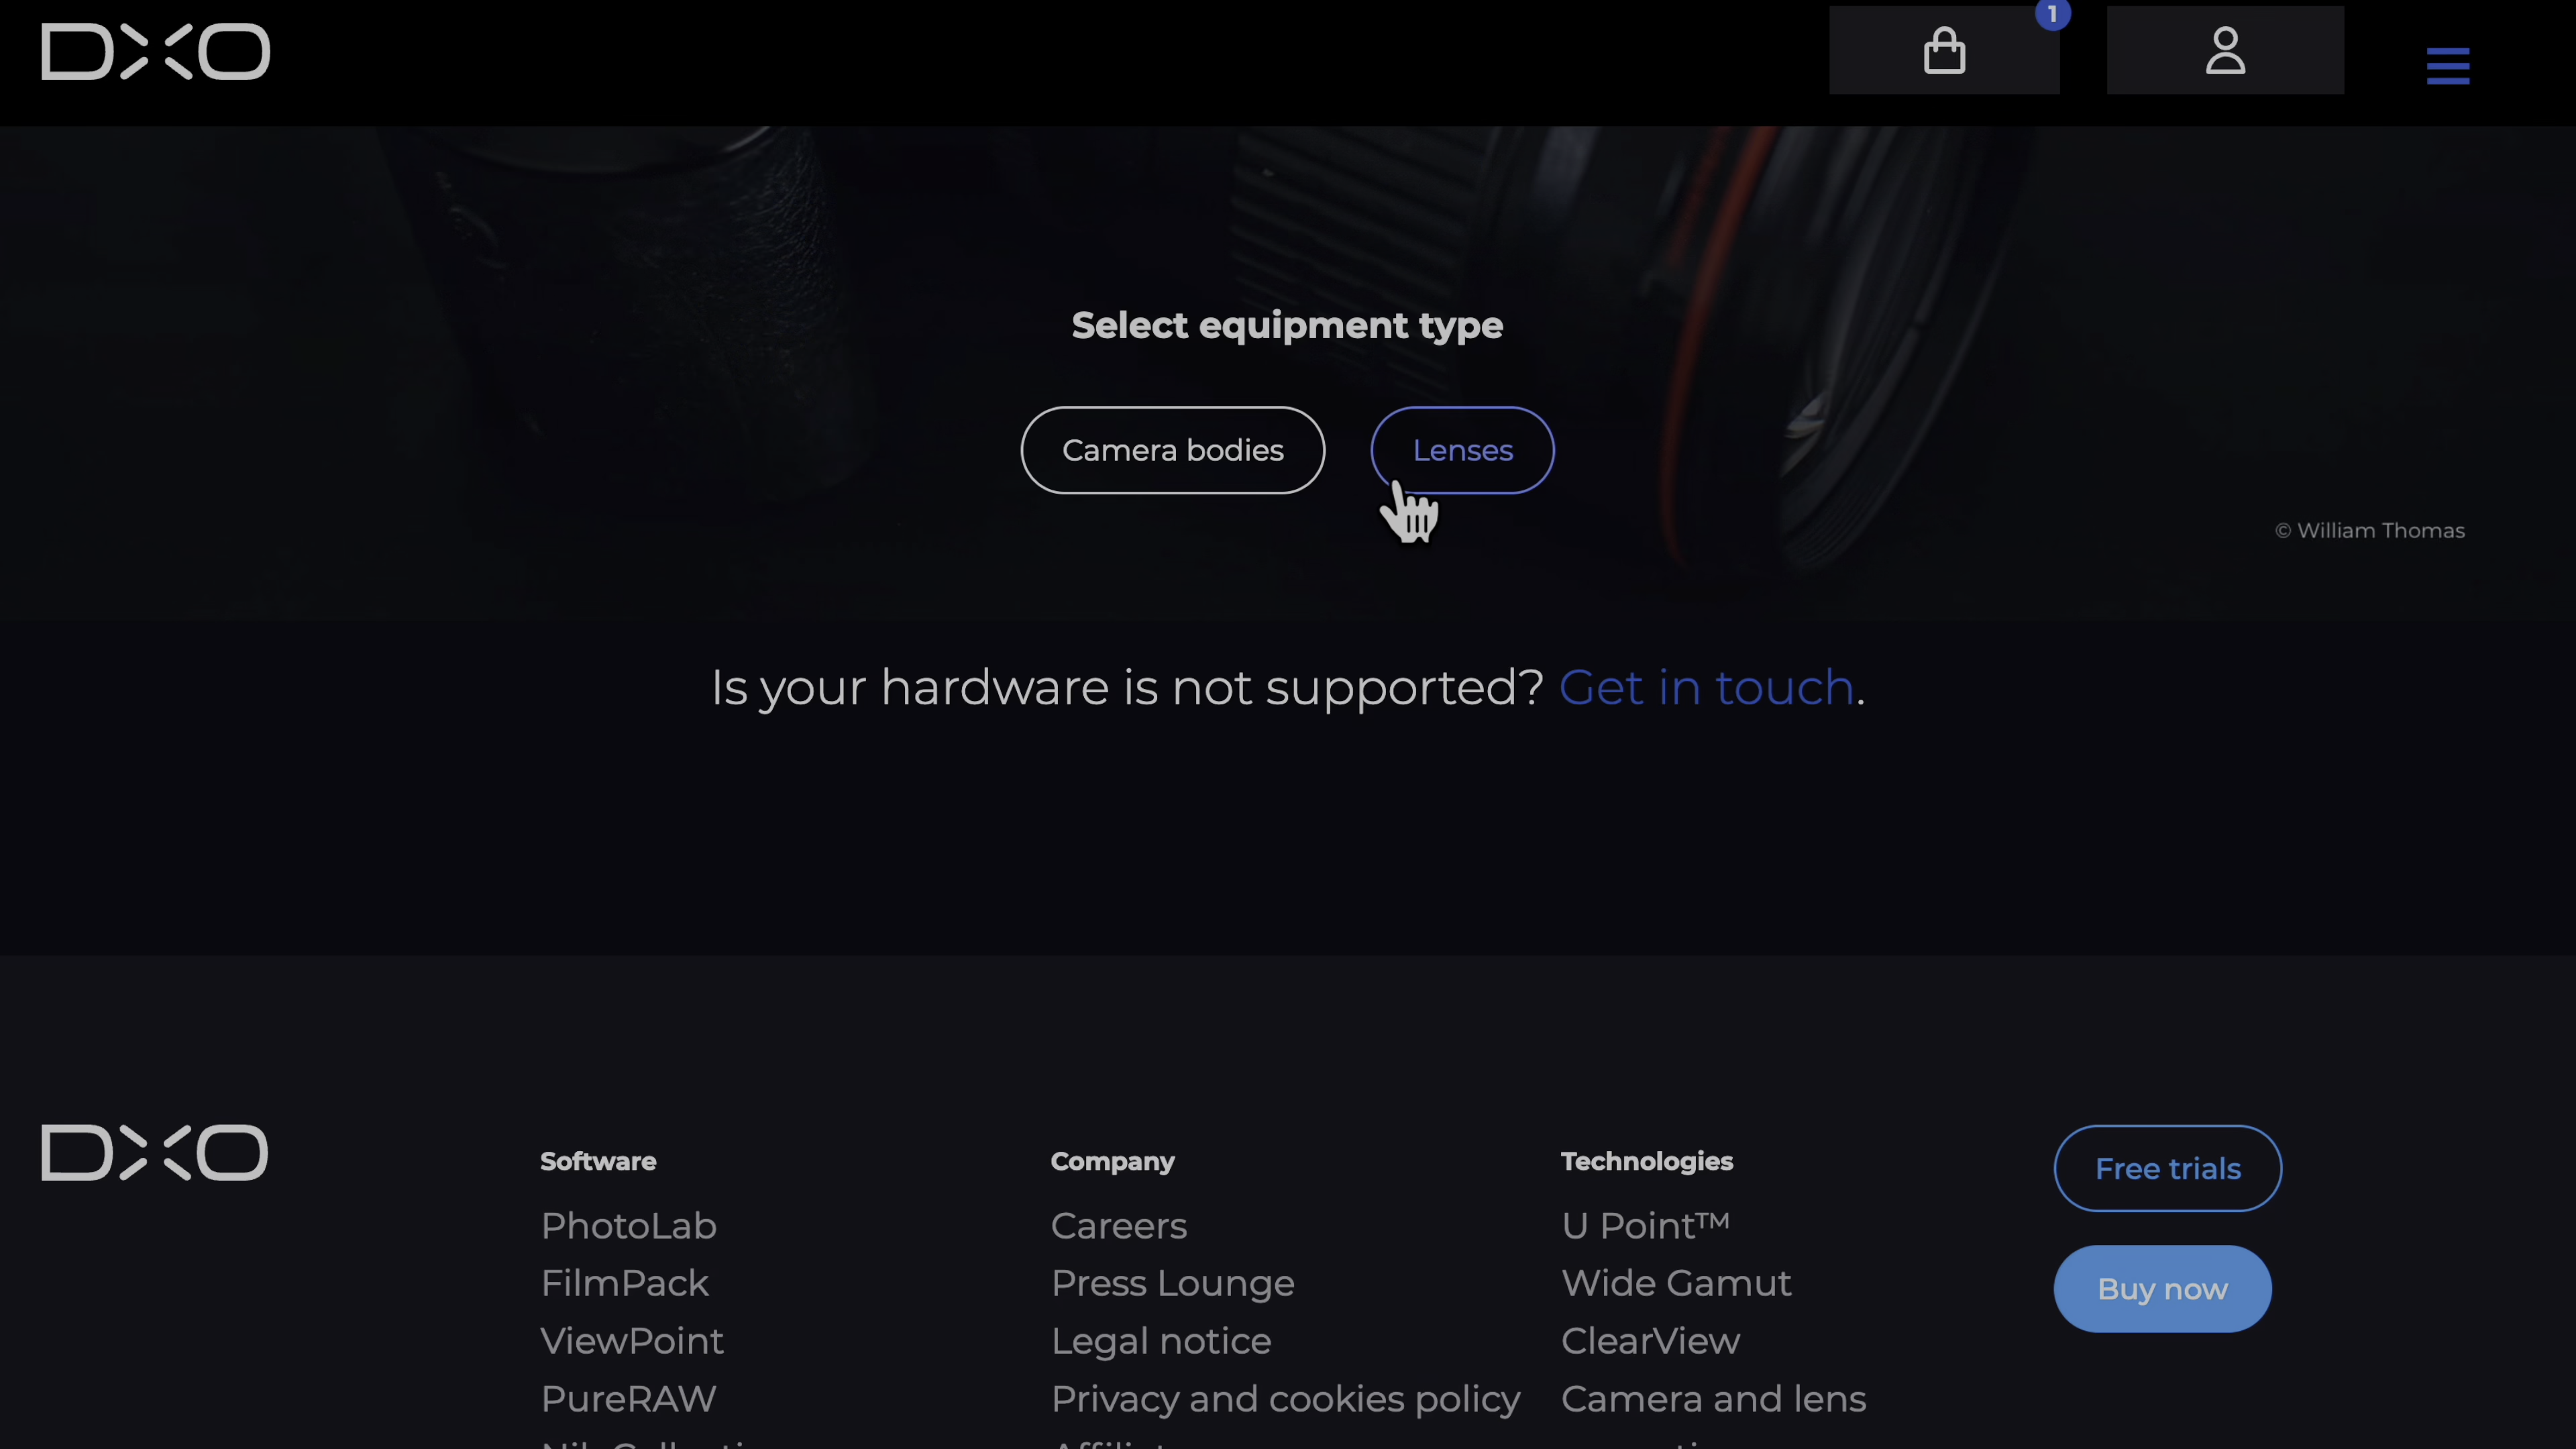 DXO
1
Select equipment type
Camera bodies
Lenses
© William Thomas
Is your hardware is not supported? Get in touch.
DXO
Software
PhotoLab
FilmPack
ViewPoint
PureRAW
Company
Careers
Press Lounge
Legal notice
Privacy and cookies policy
Technologies
U Point™
Wide Gamut
ClearView
Camera and lens
Free trials
Buy now